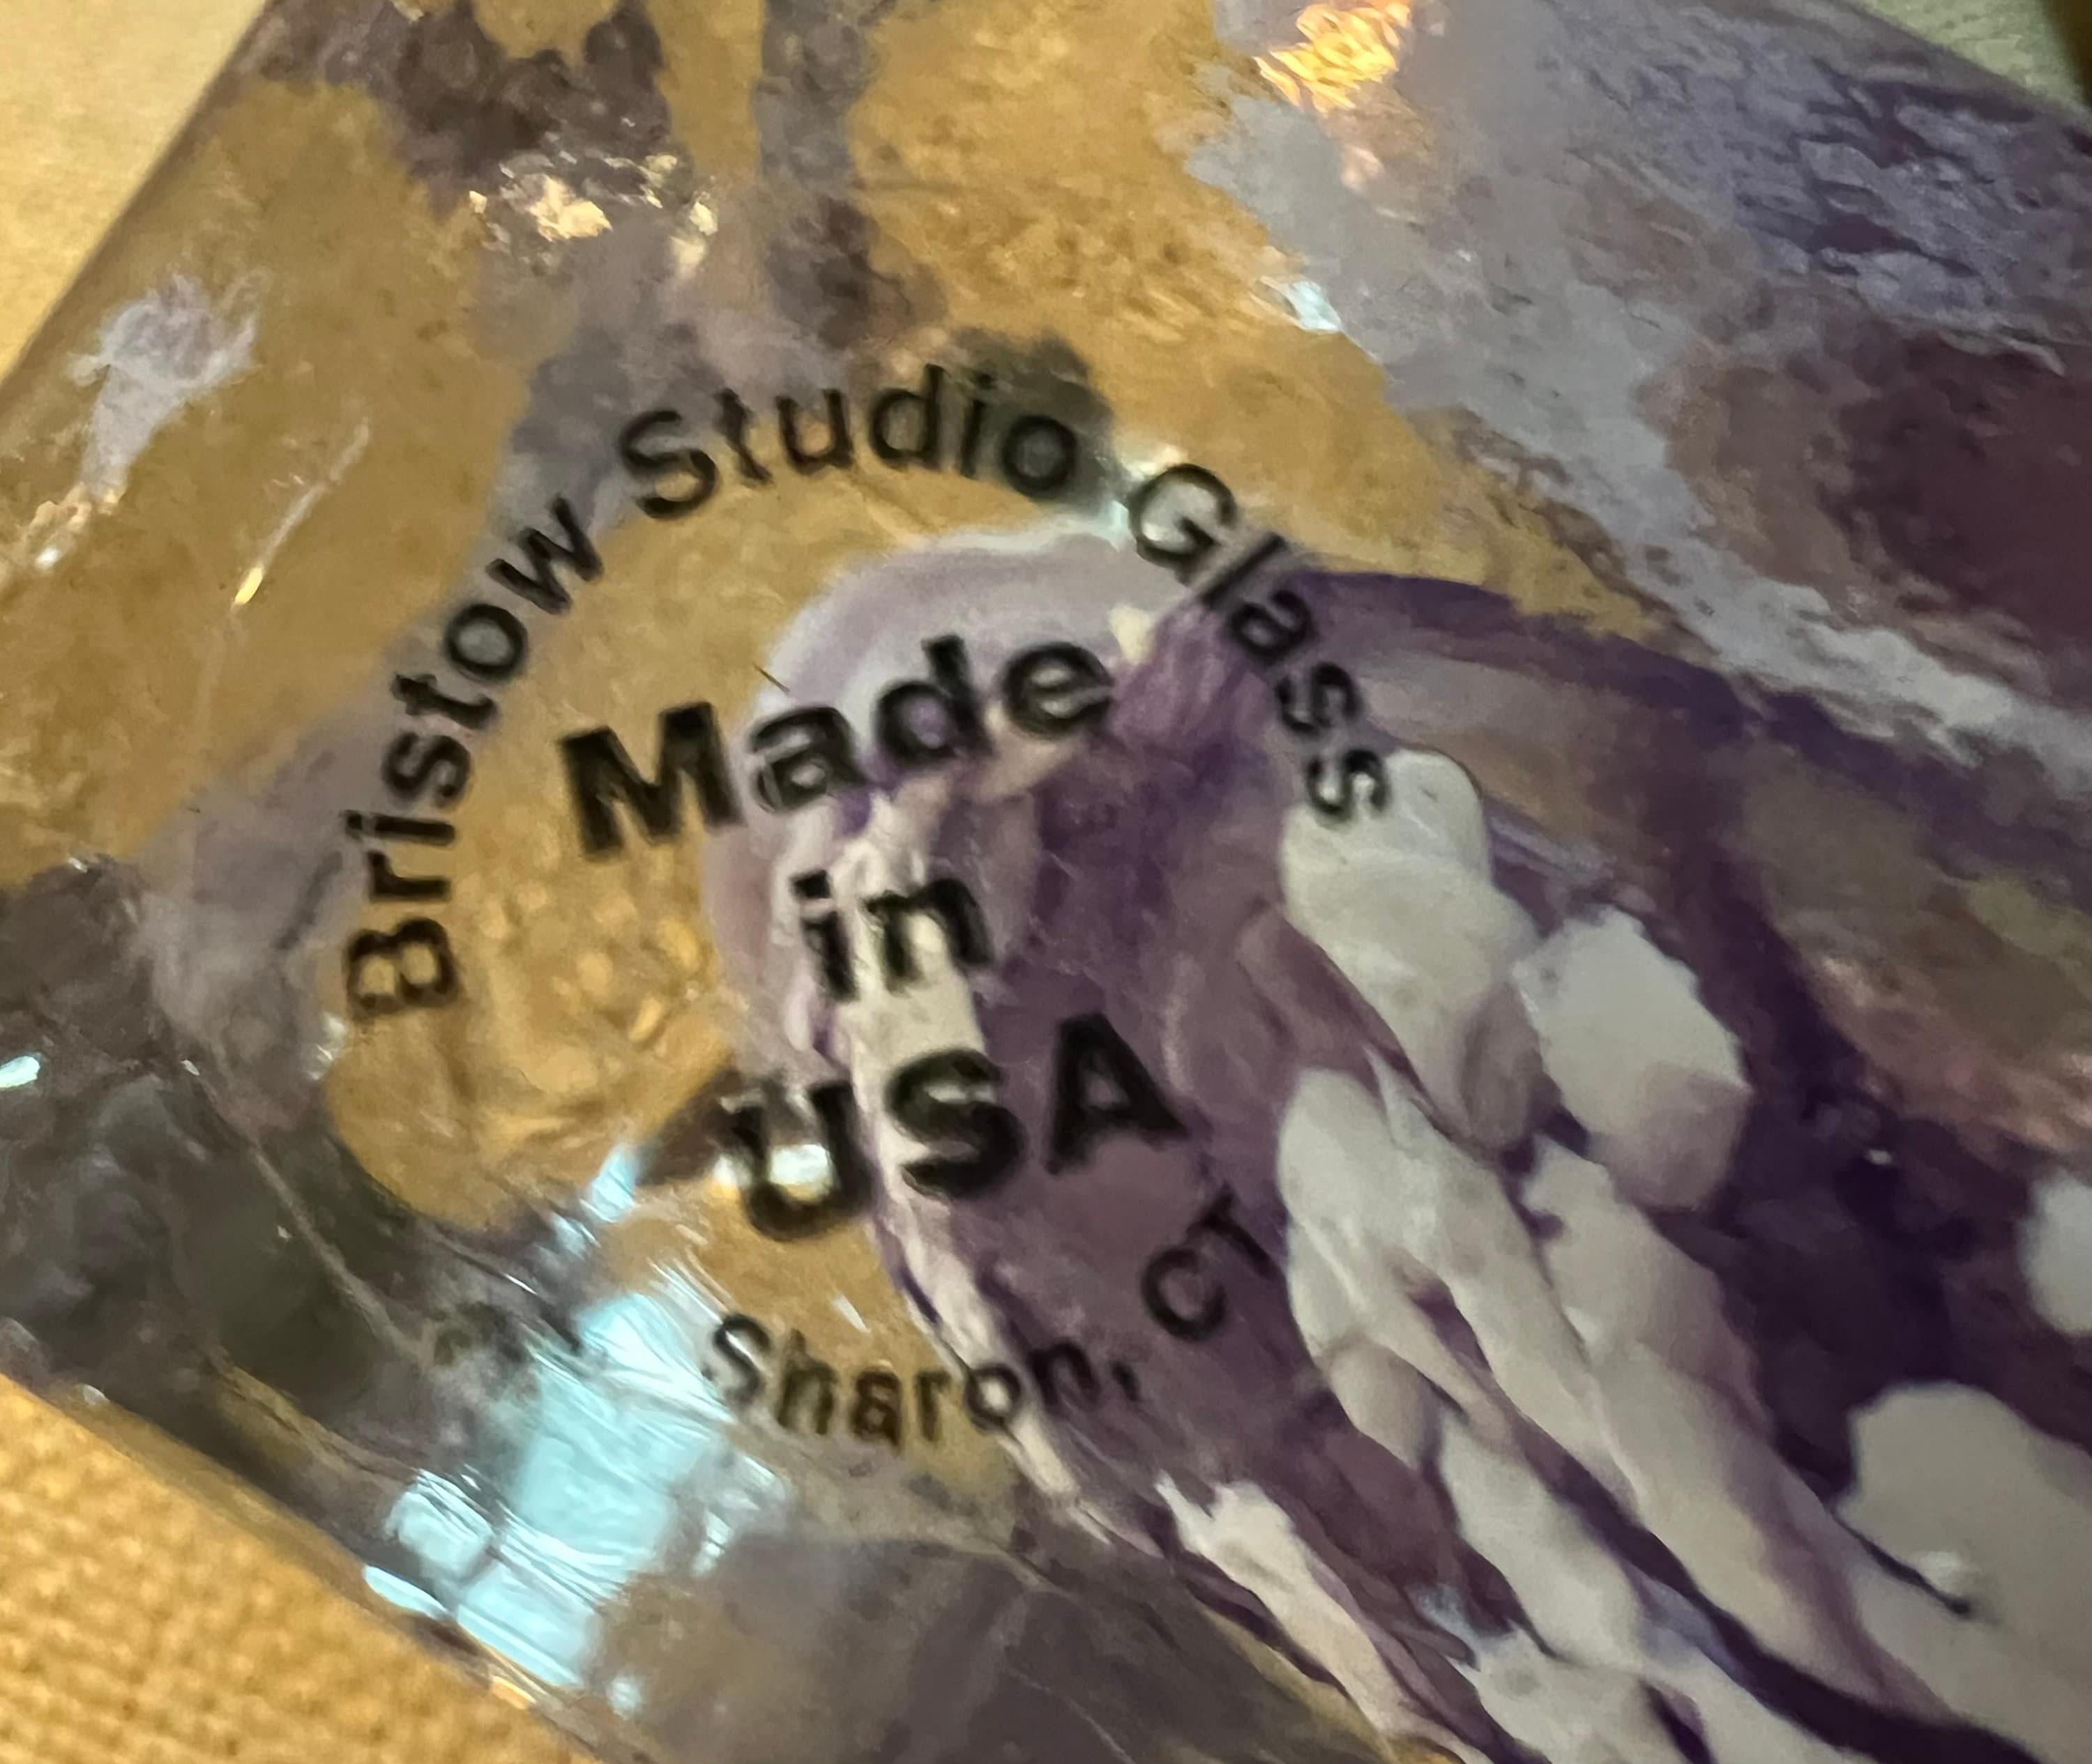 Bristow Studio Glass
Made
in
USA
Sharon, CT